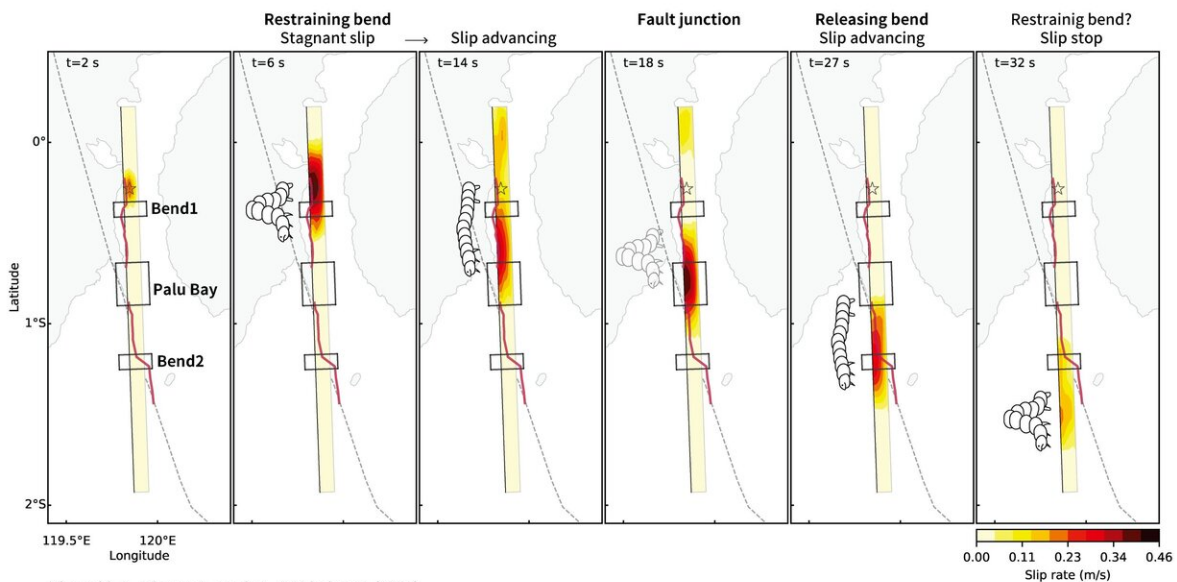 Restraining bend
Stagnant slip → Slip advancing
Fault junction
Releasing bend
Slip advancing
Restrainig bend?
Slip stop
t=2 s
t=6 s
t=14 s
t=18 s
t=27 s
t=32 s
0°
Bend1
Palu Bay
Latitude
1°S
Bend2
2°S
119.5°E
120°E
Longitude
0.00
0.11
0.23
0.34
0.46
Slip rate (m/s)